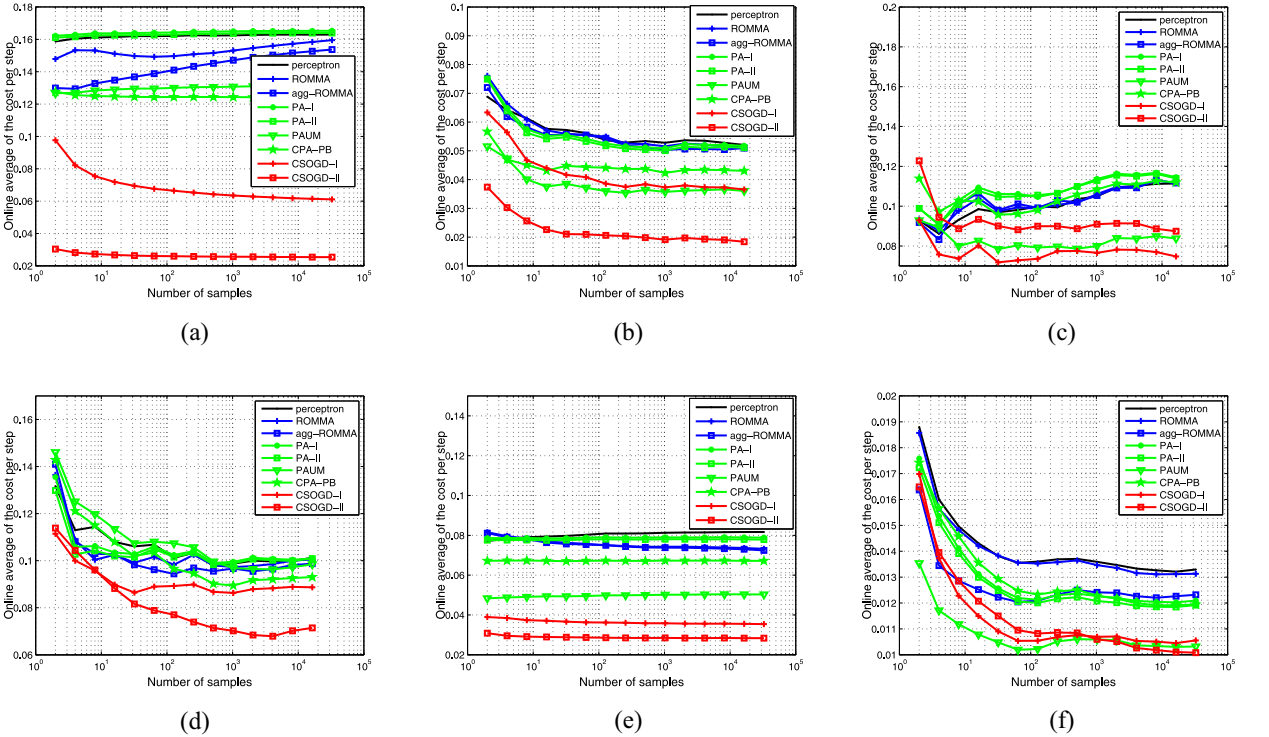 0.18
0.16
0.14
0.12
0.1
0.08
0.06
0.04
0.02
10^0
10^1
10^2
10^3
10^4
10^5
Online average of the cost per step
Number of samples
perceptron
ROMMA
agg−ROMMA
PA−I
PA−II
PAUM
CPA−PB
CSOGD−I
CSOGD−II
(a)
0.1
0.09
0.08
0.07
0.06
0.05
0.04
0.03
0.02
0.01
10^0
10^1
10^2
10^3
10^4
10^5
Online average of the cost per step
Number of samples
perceptron
ROMMA
agg−ROMMA
PA−I
PA−II
PAUM
CPA−PB
CSOGD−I
CSOGD−II
(b)
0.2
0.18
0.16
0.14
0.12
0.1
0.08
10^0
10^1
10^2
10^3
10^4
10^5
Online average of the cost per step
Number of samples
perceptron
ROMMA
agg−ROMMA
PA−I
PA−II
PAUM
CPA−PB
CSOGD−I
CSOGD−II
(c)
0.16
0.14
0.12
0.1
0.08
0.06
10^0
10^1
10^2
10^3
10^4
10^5
Online average of the cost per step
Number of samples
perceptron
ROMMA
agg−ROMMA
PA−I
PA−II
PAUM
CPA−PB
CSOGD−I
CSOGD−II
(d)
0.14
0.12
0.1
0.08
0.06
0.04
0.02
10^0
10^1
10^2
10^3
10^4
10^5
Online average of the cost per step
Number of samples
perceptron
ROMMA
agg−ROMMA
PA−I
PA−II
PAUM
CPA−PB
CSOGD−I
CSOGD−II
(e)
0.02
0.019
0.018
0.017
0.016
0.015
0.014
0.013
0.012
0.011
0.01
10^0
10^1
10^2
10^3
10^4
10^5
Online average of the cost per step
Number of samples
perceptron
ROMMA
agg−ROMMA
PA−I
PA−II
PAUM
CPA−PB
CSOGD−I
CSOGD−II
(f)